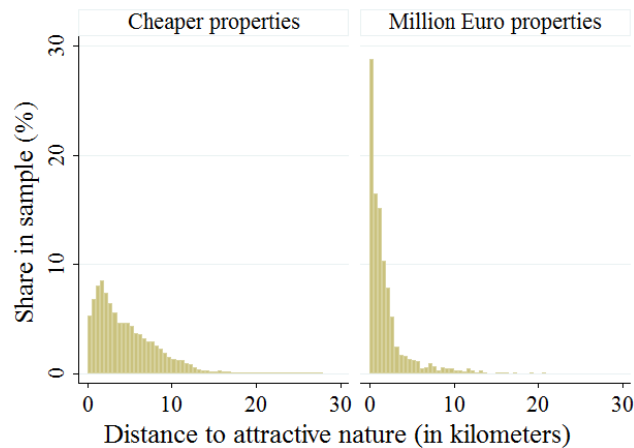 Cheaper properties
Million Euro properties
Share in sample (%)
30
20
10
0
0 10 20 30
0 10 20 30
Distance to attractive nature (in kilometers)